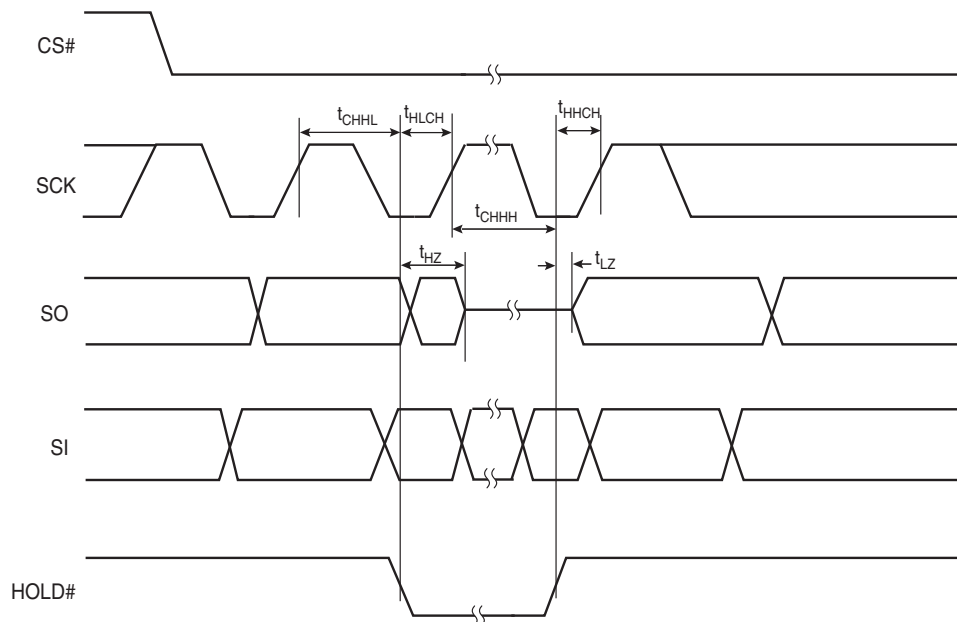 CS#
tCHHL
tHLCH
tHHCH
SCK
tCHHH
tHZ
tLZ
SO
SI
HOLD#